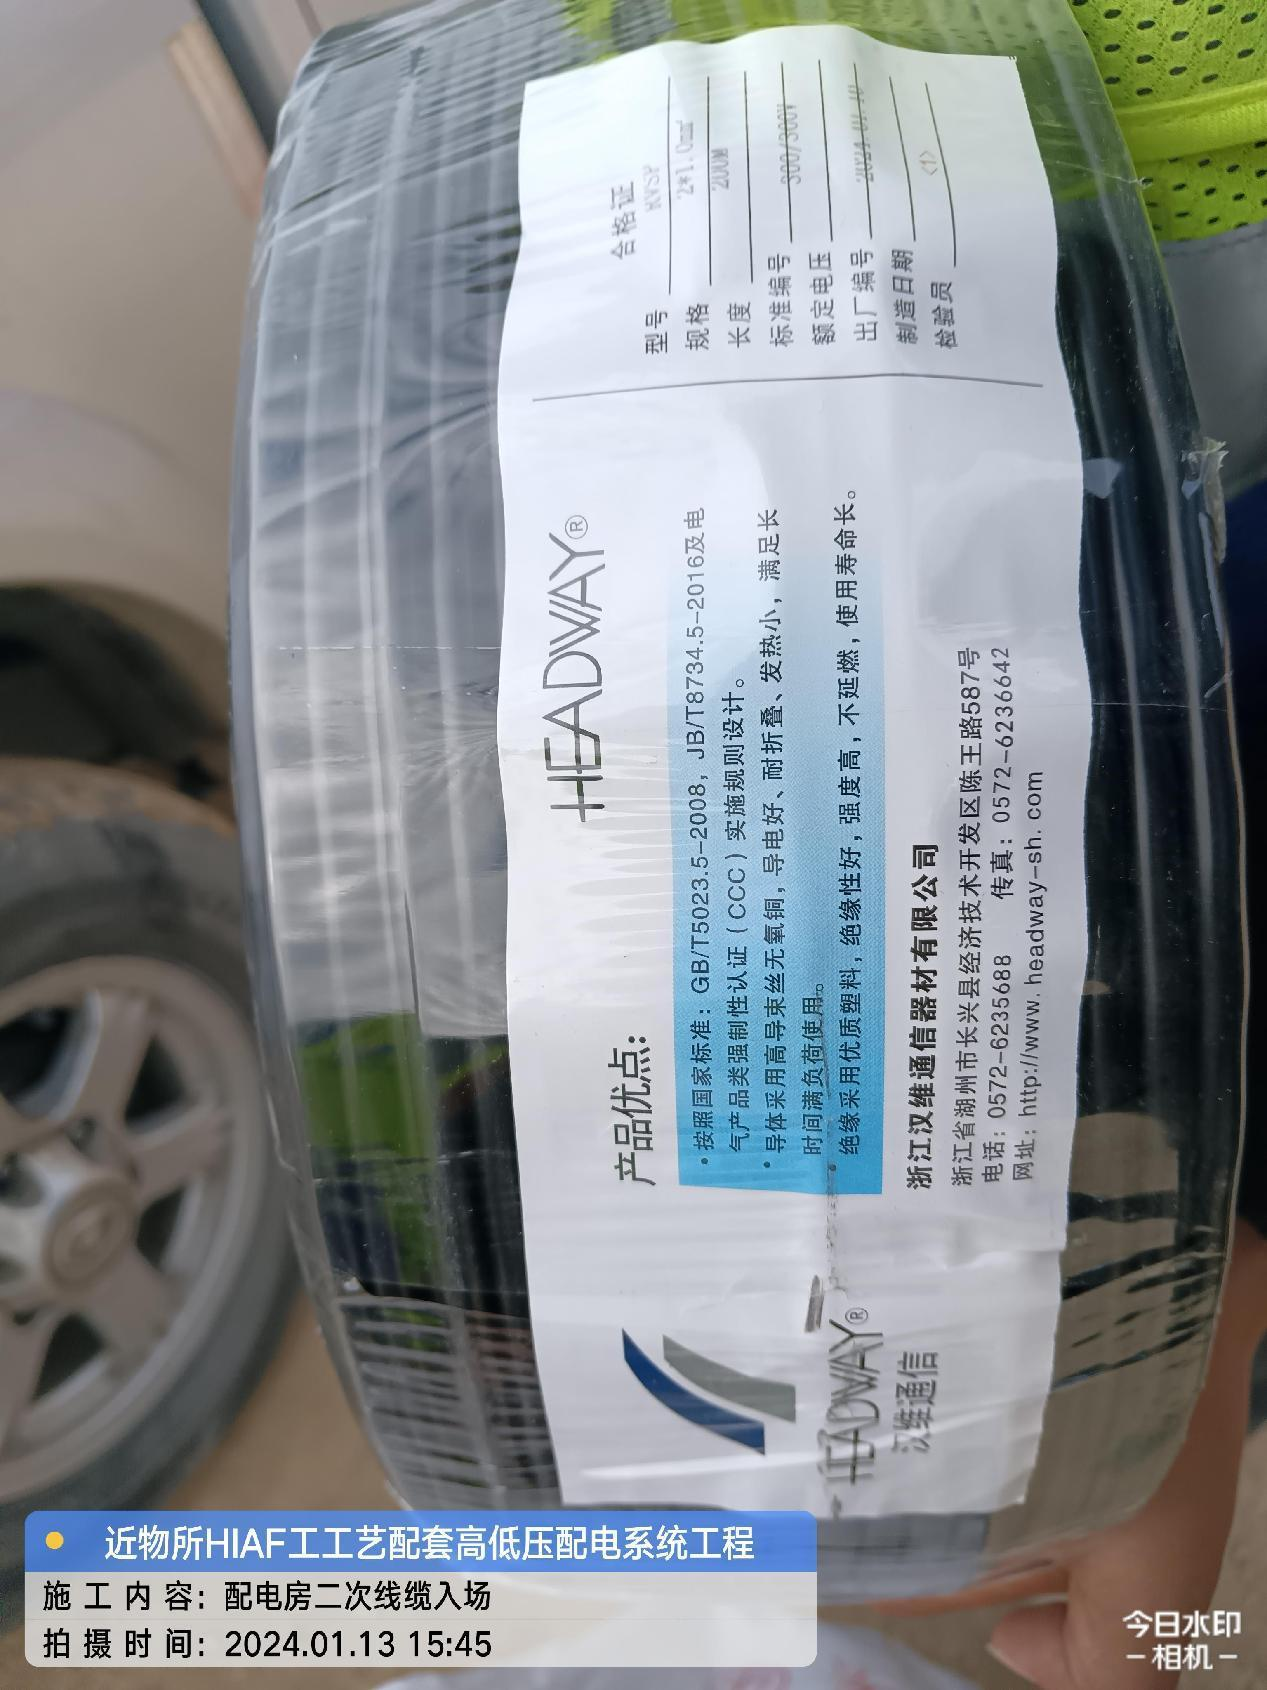 合格证
型号 RVSP
规格 2*1.0mm²
长度 200M
标准编号
额定电压 300/300V
出厂编号
制造日期
检验员 <1>
HEADWAY®
产品优点：
• 按照国家标准：GB/T5023.5-2008，JB/T8734.5-2016及电
气产品类强制性认证（CCC）实施规则设计。
• 导体采用高导束丝无氧铜，导电好、耐折叠、发热小，满足长
时间满负荷使用。
• 绝缘采用优质塑料，绝缘性好，强度高，不延燃，使用寿命长。
浙江汉维通信器材有限公司
浙江省湖州市长兴县经济技术开发区陈王路587号
电话：0572-6235688 传真：0572-6236642
网址：http://www.headway-sh.com
HEADWAY®
汉维通信
近物所HIAF工工艺配套高低压配电系统工程
施工内容：配电房二次线缆入场
拍摄时间：2024.01.13 15:45
今日水印
-相机-